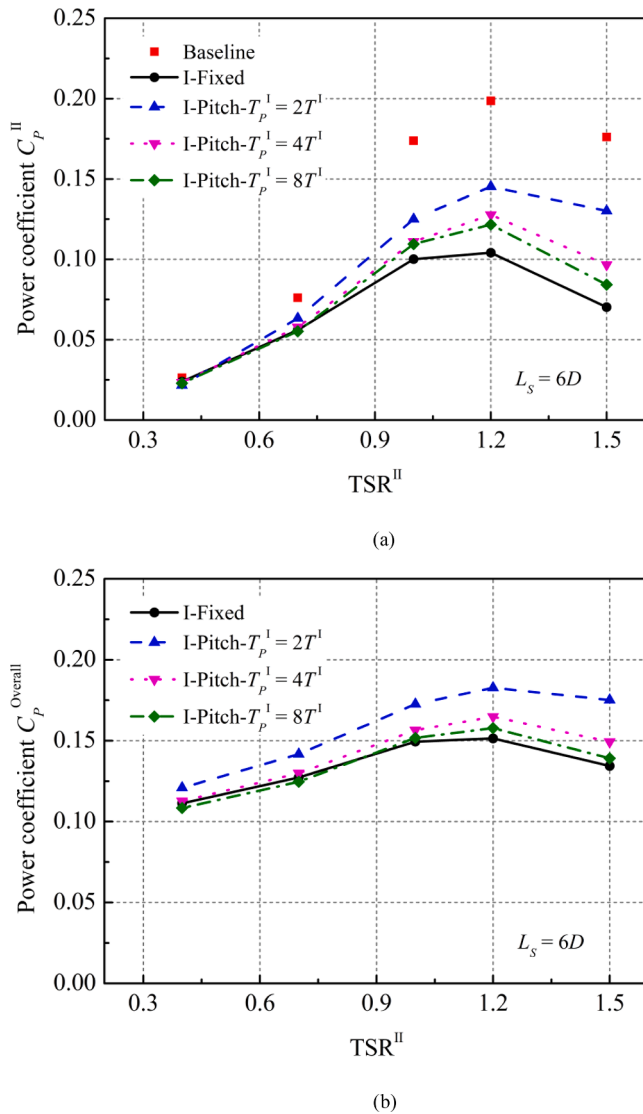 0.25
0.20
0.15
0.10
0.05
0.00
Power coefficient C_P^II
Baseline
I-Fixed
I-Pitch-T_P^I = 2T^I
I-Pitch-T_P^I = 4T^I
I-Pitch-T_P^I = 8T^I
L_S = 6D
0.3 0.6 0.9 1.2 1.5
TSR^II
(a)
0.25
0.20
0.15
0.10
0.05
0.00
Power coefficient C_P^Overall
I-Fixed
I-Pitch-T_P^I = 2T^I
I-Pitch-T_P^I = 4T^I
I-Pitch-T_P^I = 8T^I
L_S = 6D
0.3 0.6 0.9 1.2 1.5
TSR^II
(b)